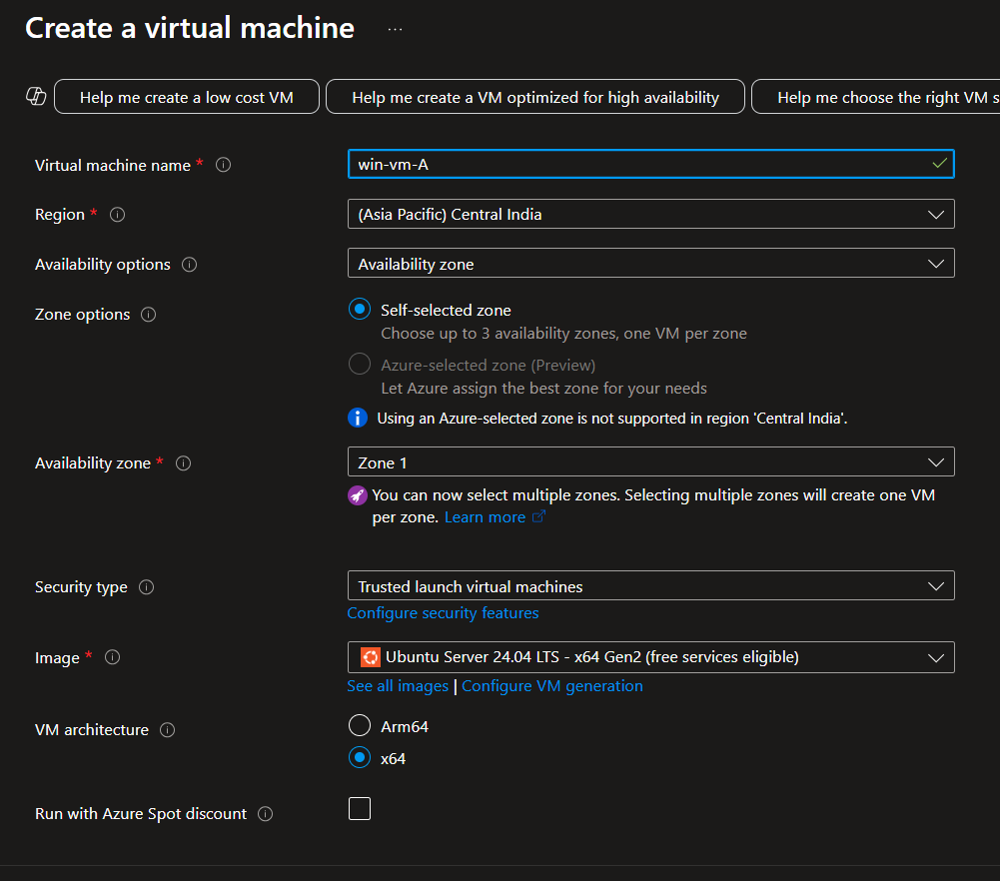 Create a virtual machine ...
Help me create a low cost VM
Help me create a VM optimized for high availability
Help me choose the right VM s
Virtual machine name *
win-vm-A
Region *
(Asia Pacific) Central India
Availability options
Availability zone
Zone options
Self-selected zone
Choose up to 3 availability zones, one VM per zone
Azure-selected zone (Preview)
Let Azure assign the best zone for your needs
Using an Azure-selected zone is not supported in region 'Central India'.
Availability zone *
Zone 1
You can now select multiple zones. Selecting multiple zones will create one VM
per zone. Learn more
Security type
Trusted launch virtual machines
Configure security features
Image *
Ubuntu Server 24.04 LTS - x64 Gen2 (free services eligible)
See all images | Configure VM generation
VM architecture
Arm64
x64
Run with Azure Spot discount